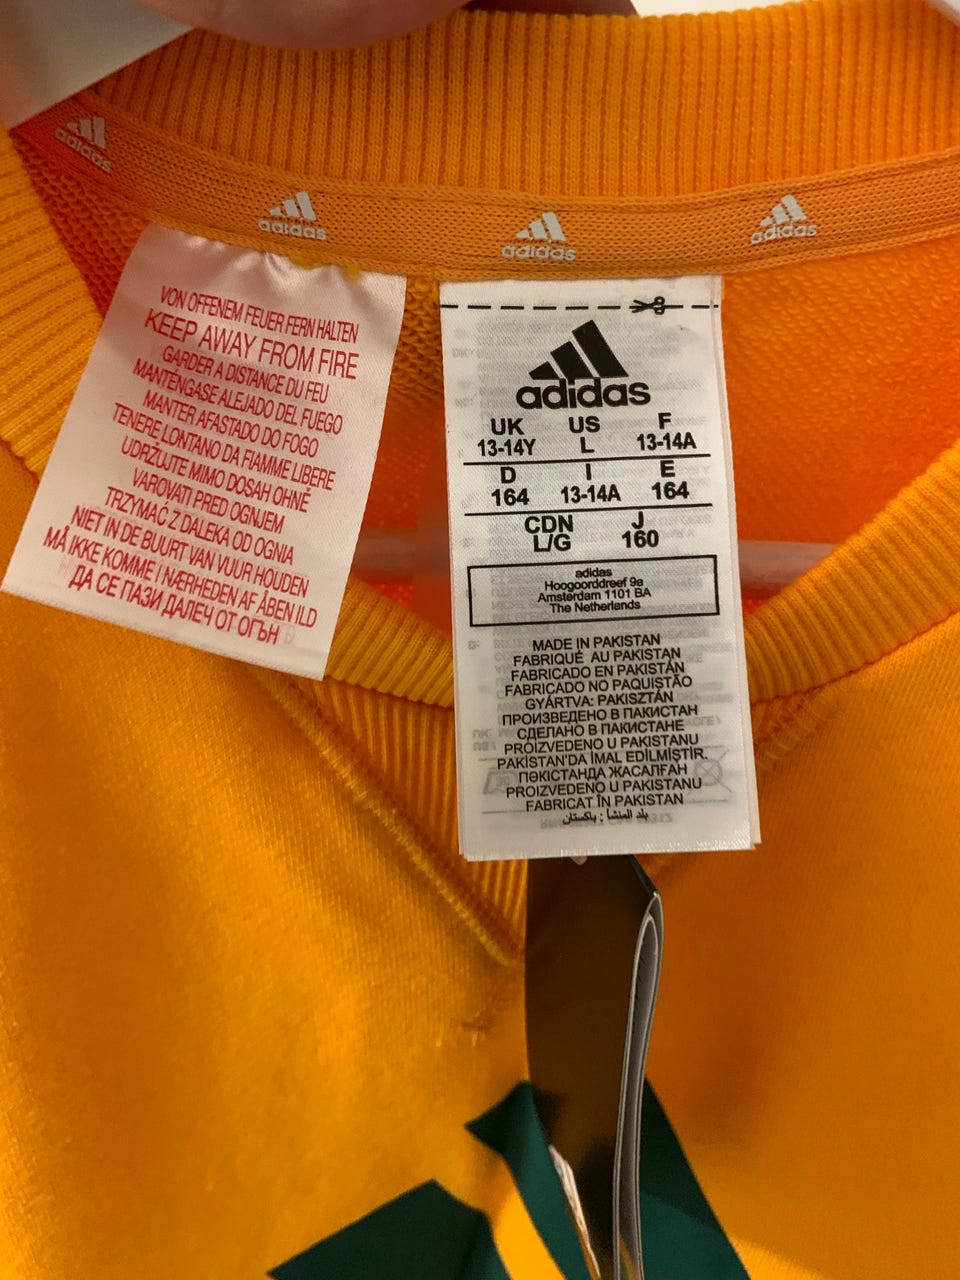 adidas
adidas
adidas
adidas
VON OFFENEM FEUER FERN HALTEN
KEEP AWAY FROM FIRE
GARDER A DISTANCE DU FEU
MANTÉNGASE ALEJADO DEL FUEGO
MANTER AFASTADO DO FOGO
TENERE LONTANO DA FIAMME LIBERE
UDRŽUJTE MIMO DOSAH OHNĚ
VAROVATI PRED OGNJEM
TRZYMAĆ Z DALEKA OD OGNIA
NIET IN DE BUURT VAN VUUR HOUDEN
MÅ IKKE KOMME I NÆRHEDEN AF ÅBEN ILD
ДА СЕ ПАЗИ ДАЛЕЧ ОТ ОГЪН
adidas
UK US F
13-14Y L 13-14A
D I E
164 13-14A 164
CDN J
L/G 160
adidas
Hoogoorddreef 9a
Amsterdam 1101 BA
The Netherlands
MADE IN PAKISTAN
FABRIQUÉ AU PAKISTAN
FABRICADO EN PAKISTÁN
FABRICADO NO PAQUISTÃO
GYÁRTVA: PAKISZTÁN
ПРОИЗВЕДЕНО В ПАКИСТАН
СДЕЛАНО В ПАКИСТАНЕ
PROIZVEDENO U PAKISTANU
PAKİSTAN'DA İMAL EDİLMİŞTİR.
ПӘКІСТАНДА ЖАСАЛҒАН
PROIZVEDENO U PAKISTANU
FABRICAT ÎN PAKISTAN
بلد المنشأ : باكستان